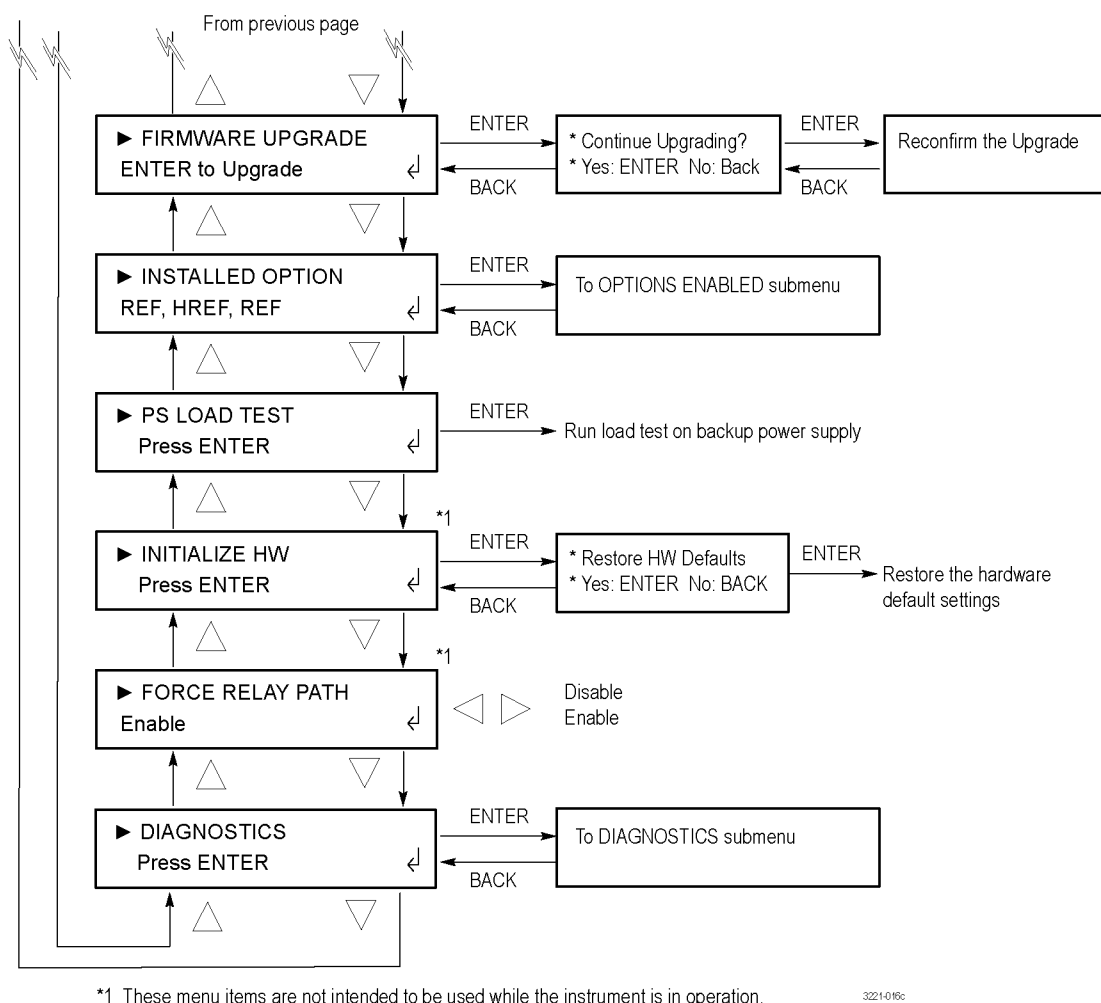 From previous page
► FIRMWARE UPGRADE
ENTER to Upgrade
ENTER
BACK
* Continue Upgrading?
* Yes: ENTER No: Back
ENTER
BACK
Reconfirm the Upgrade
► INSTALLED OPTION
REF, HREF, REF
ENTER
BACK
To OPTIONS ENABLED submenu
► PS LOAD TEST
Press ENTER
ENTER
Run load test on backup power supply
*1
► INITIALIZE HW
Press ENTER
ENTER
BACK
* Restore HW Defaults
* Yes: ENTER No: BACK
ENTER
Restore the hardware
default settings
*1
► FORCE RELAY PATH
Enable
Disable
Enable
► DIAGNOSTICS
Press ENTER
ENTER
BACK
To DIAGNOSTICS submenu
*1 These menu items are not intended to be used while the instrument is in operation.
3221-016c